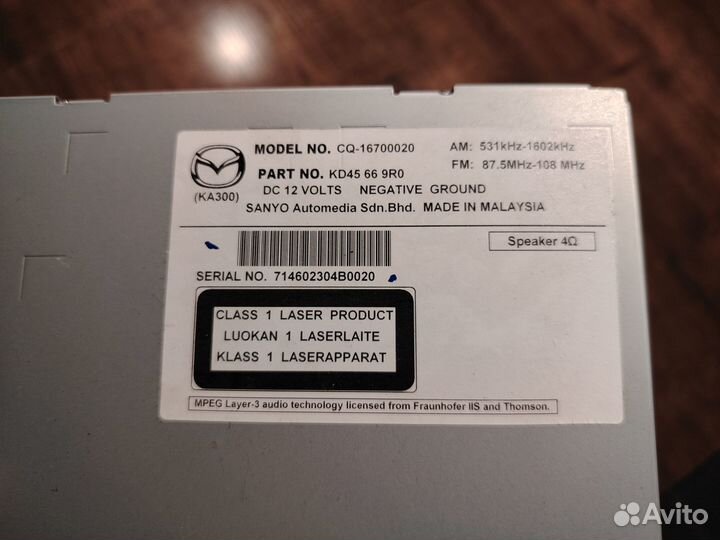 MODEL NO. CQ-16700020
AM: 531kHz-1602kHz
FM: 87.5MHz-108 MHz
PART NO. KD45 66 9R0
(KA300)
DC 12 VOLTS NEGATIVE GROUND
SANYO Automedia Sdn.Bhd. MADE IN MALAYSIA
Speaker 4Ω
SERIAL NO. 714602304B0020
CLASS 1 LASER PRODUCT
LUOKAN 1 LASERLAITE
KLASS 1 LASERAPPARAT
MPEG Layer-3 audio technology licensed from Fraunhofer IIS and Thomson.
Avito